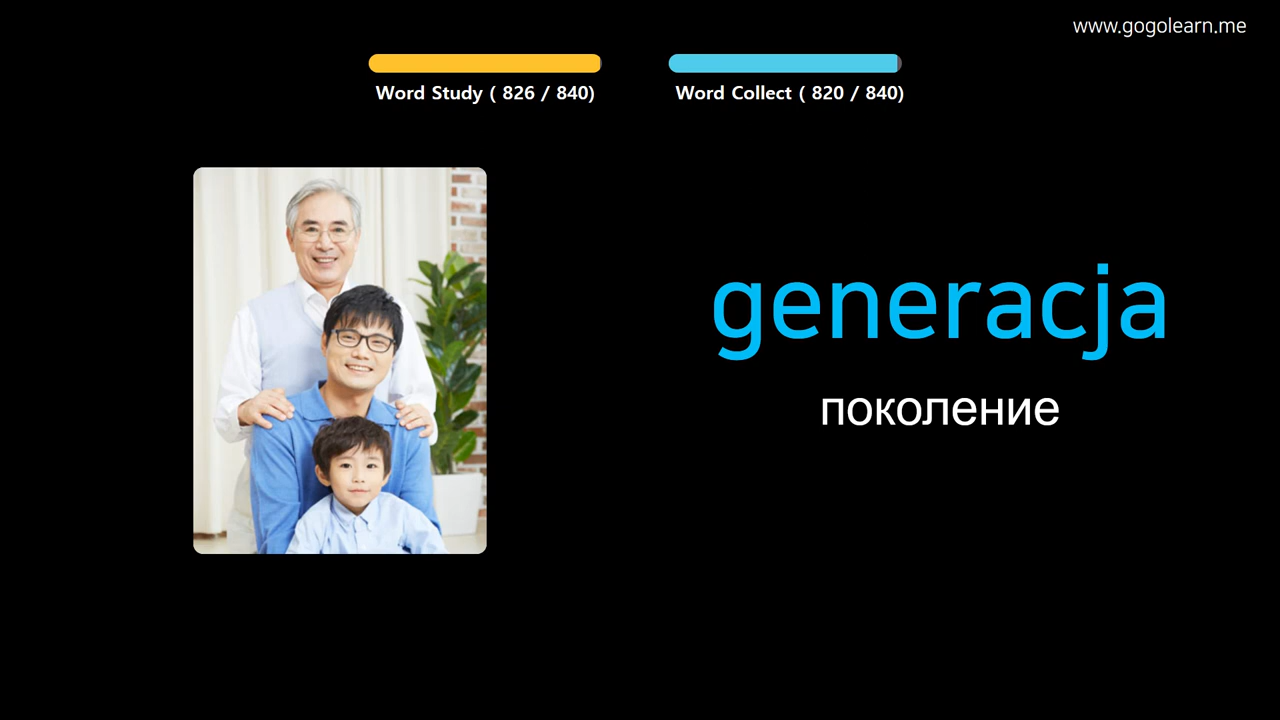 www.gogolearn.me
Word Study ( 826 / 840)
Word Collect ( 820 / 840)
generacja
поколение